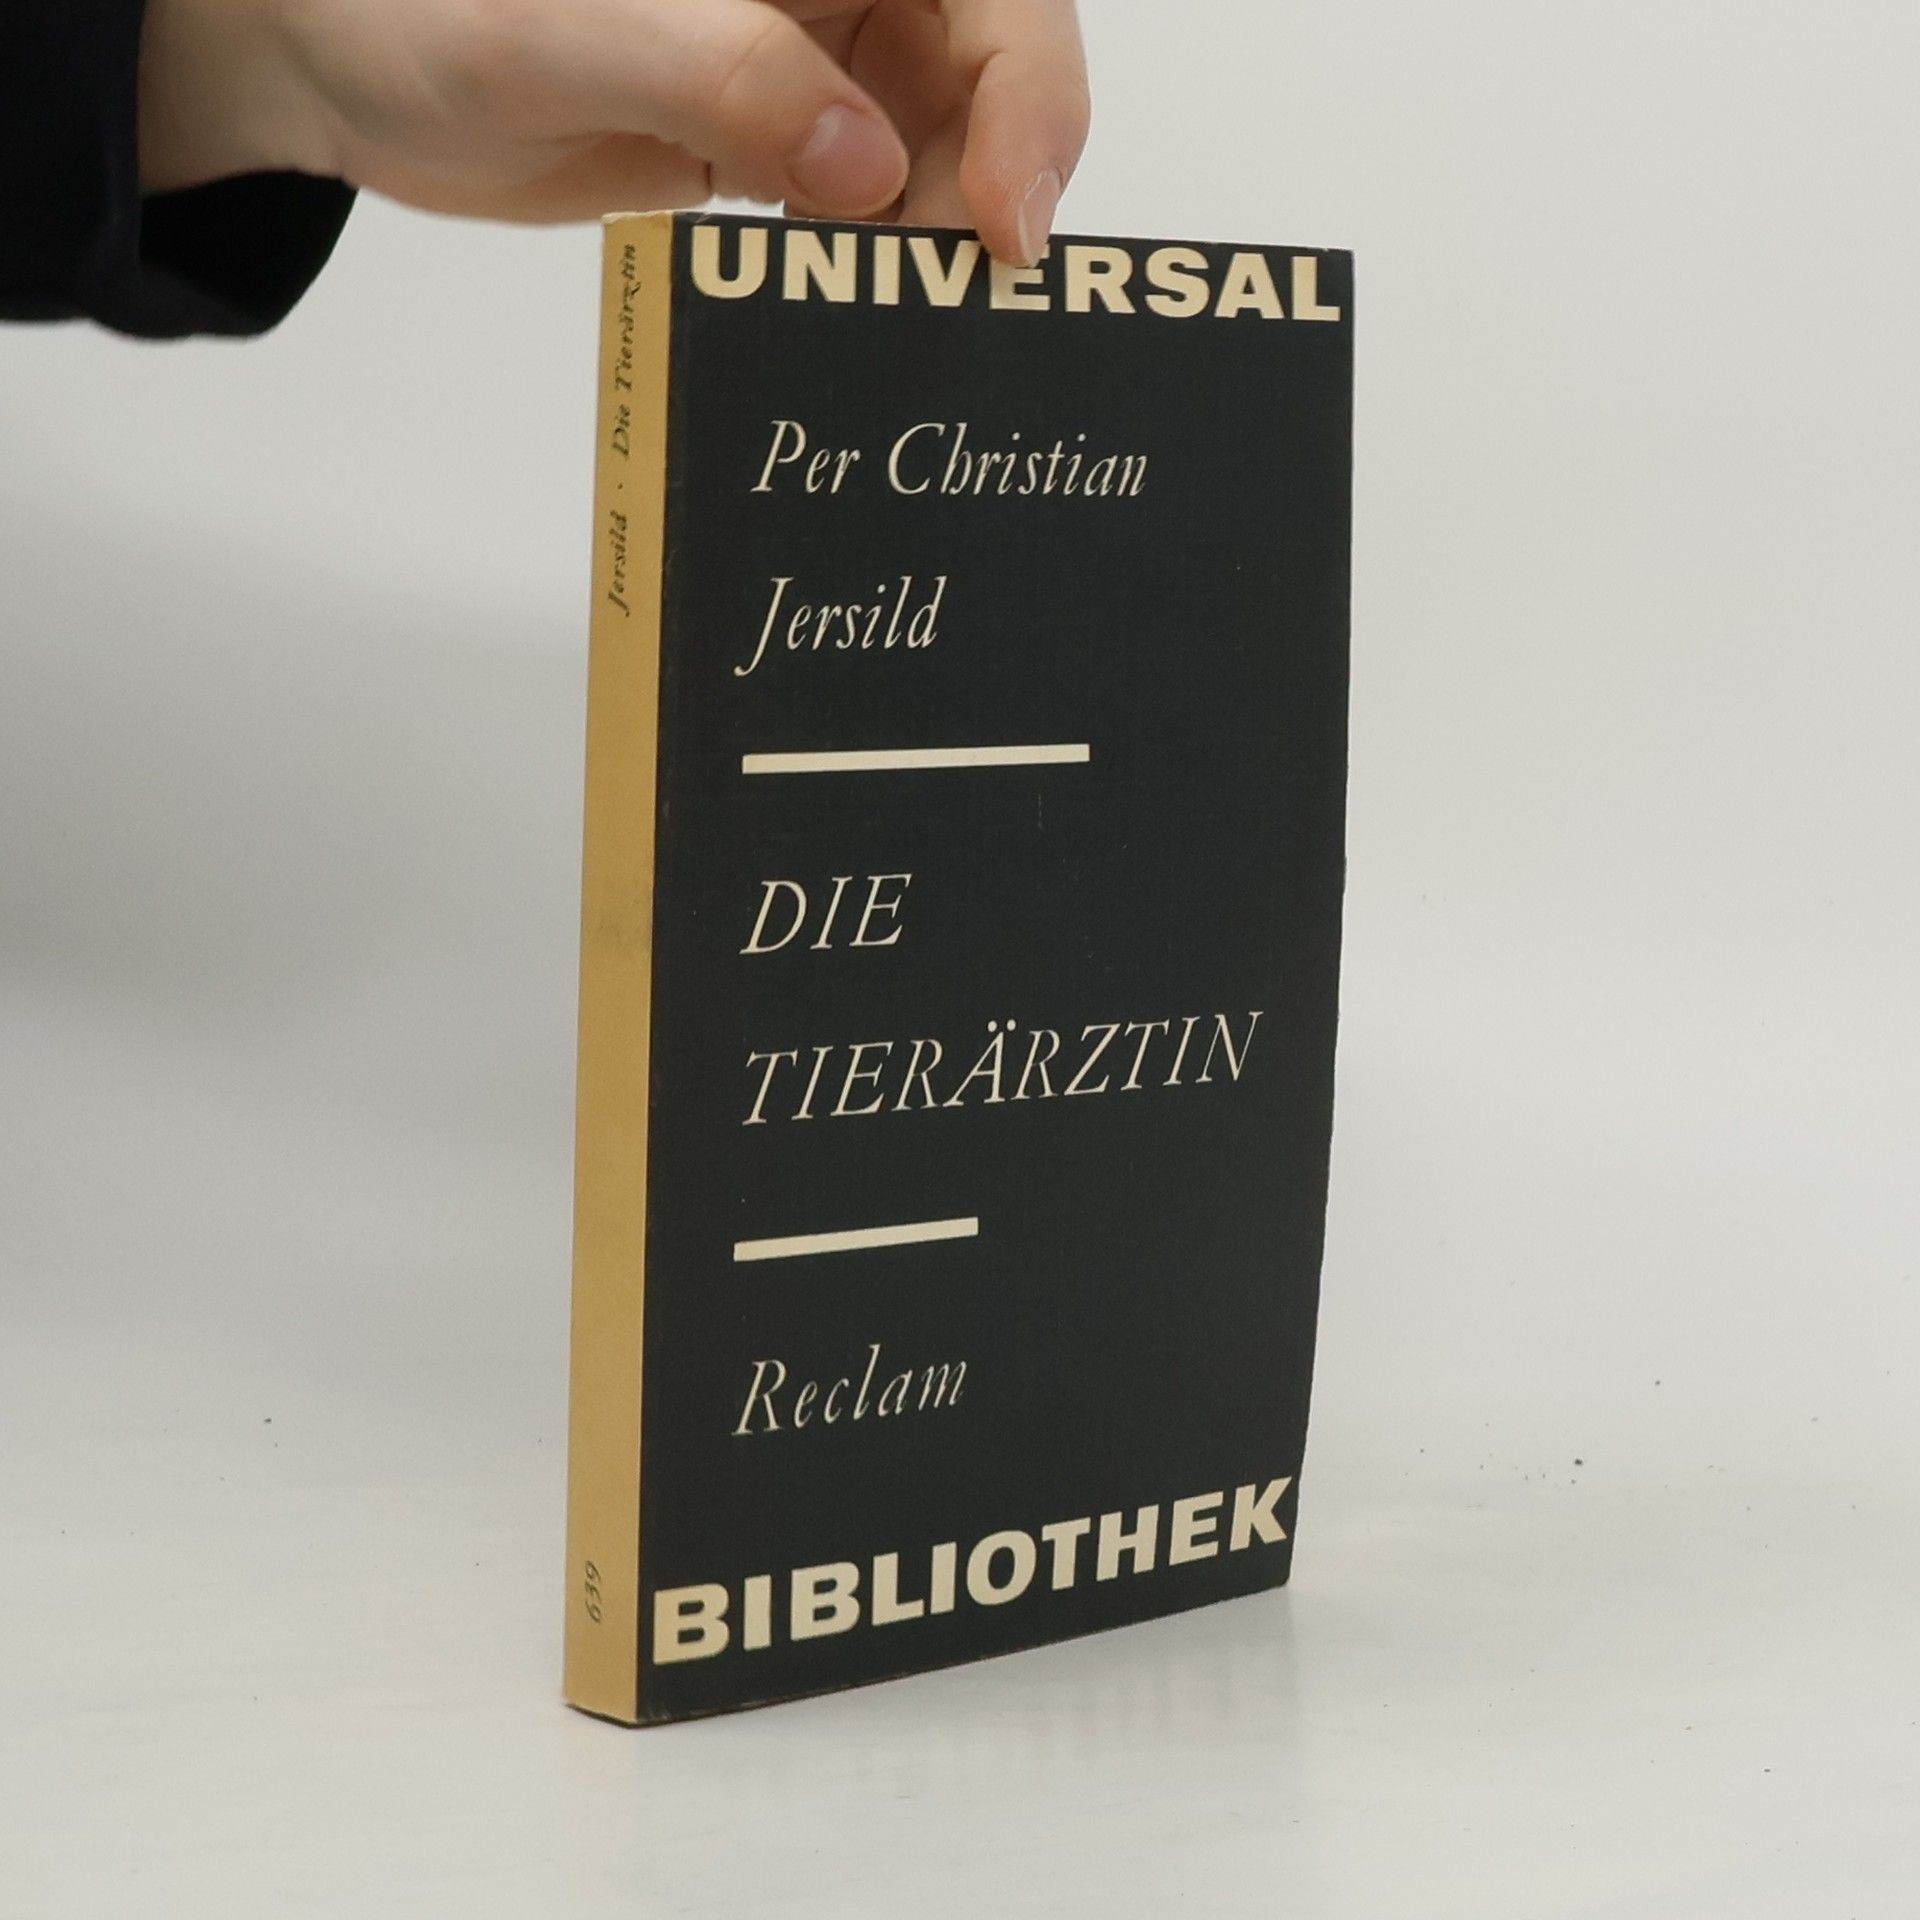 UNIVERSAL
Per Christian
Jersild
DIE
TIERÄRZTIN
Reclam
BIBLIOTHEK
Jersild · Die Tierärztin
639